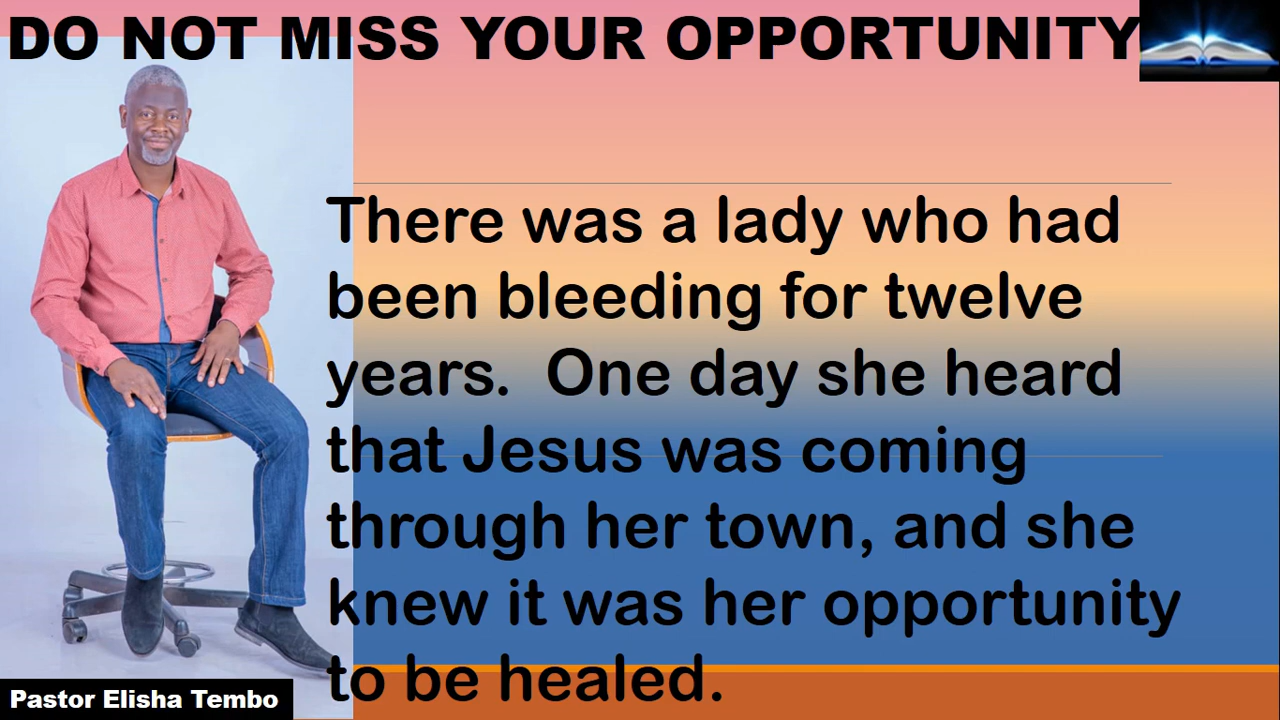 DO NOT MISS YOUR OPPORTUNITY
There was a lady who had
been bleeding for twelve
years.  One day she heard
that Jesus was coming
through her town, and she
knew it was her opportunity
to be healed.
Pastor Elisha Tembo